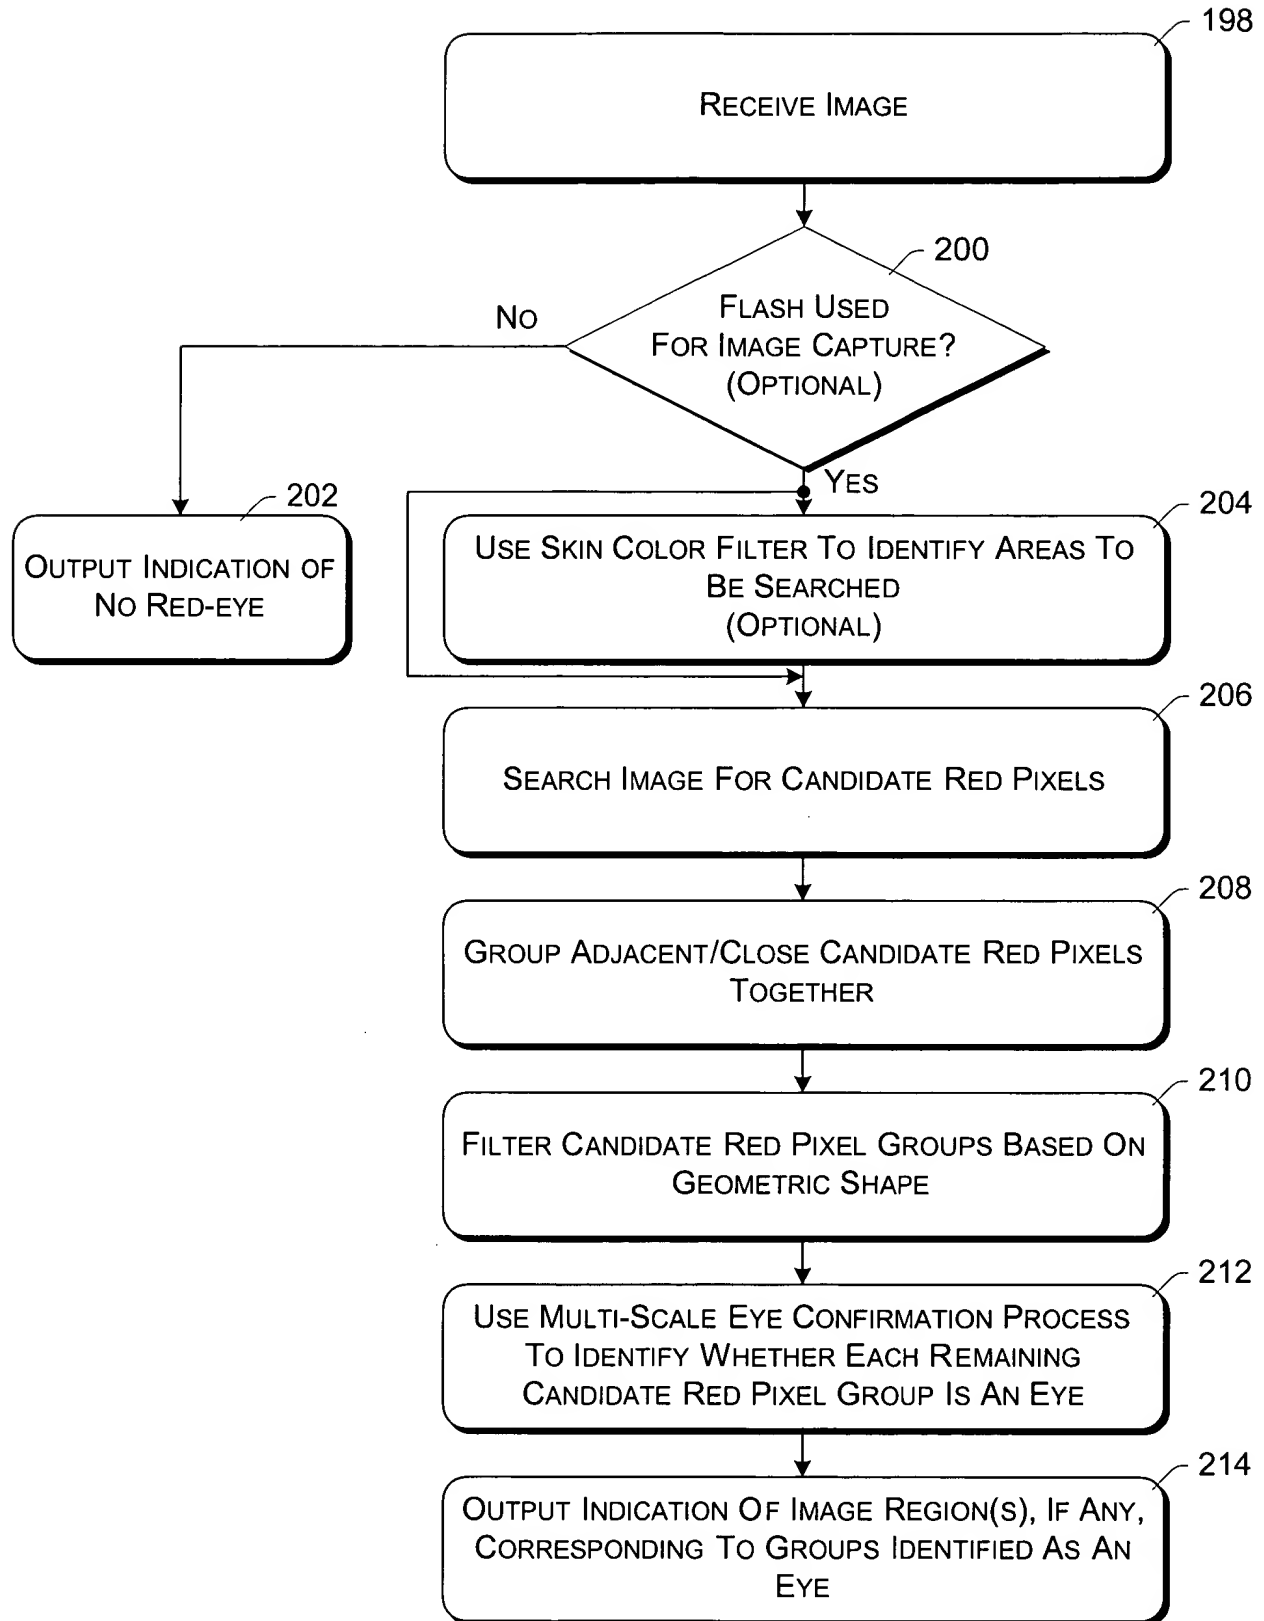 198
RECEIVE IMAGE
200
FLASH USED
FOR IMAGE CAPTURE?
(OPTIONAL)
NO
YES
202
OUTPUT INDICATION OF
NO RED-EYE
204
USE SKIN COLOR FILTER TO IDENTIFY AREAS TO
BE SEARCHED
(OPTIONAL)
206
SEARCH IMAGE FOR CANDIDATE RED PIXELS
208
GROUP ADJACENT/CLOSE CANDIDATE RED PIXELS
TOGETHER
210
FILTER CANDIDATE RED PIXEL GROUPS BASED ON
GEOMETRIC SHAPE
212
USE MULTI-SCALE EYE CONFIRMATION PROCESS
TO IDENTIFY WHETHER EACH REMAINING
CANDIDATE RED PIXEL GROUP IS AN EYE
214
OUTPUT INDICATION OF IMAGE REGION(S), IF ANY,
CORRESPONDING TO GROUPS IDENTIFIED AS AN
EYE